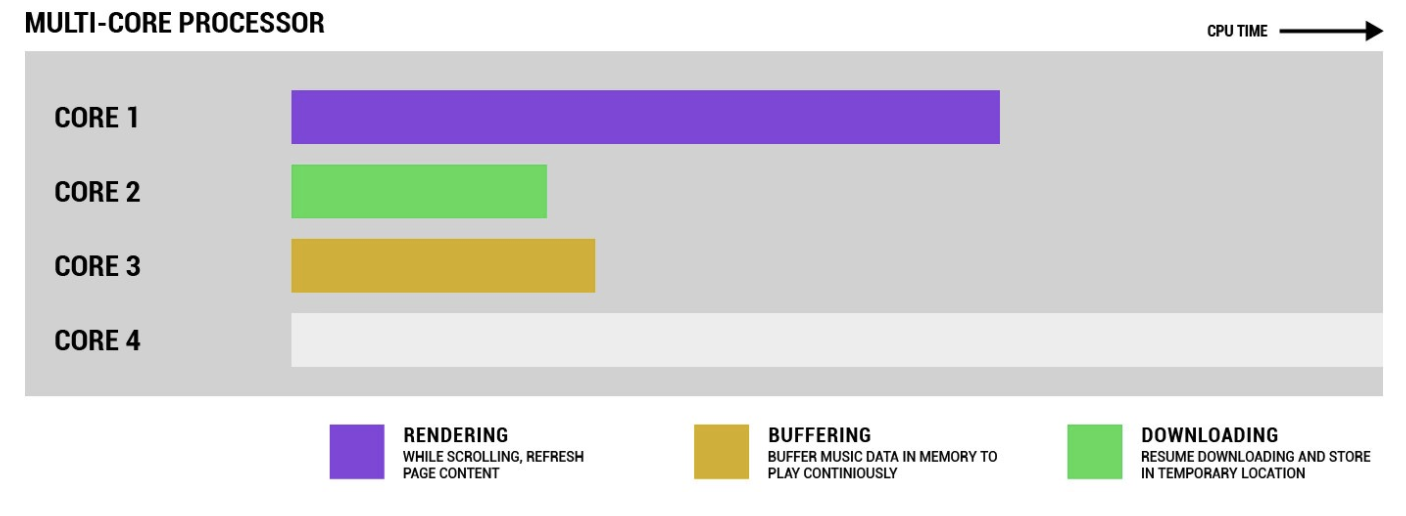 MULTI-CORE PROCESSOR
CPU TIME
CORE 1
CORE 2
CORE 3
CORE 4
RENDERING
WHILE SCROLLING, REFRESH
PAGE CONTENT
BUFFERING
BUFFER MUSIC DATA IN MEMORY TO
PLAY CONTINIOUSLY
DOWNLOADING
RESUME DOWNLOADING AND STORE
IN TEMPORARY LOCATION